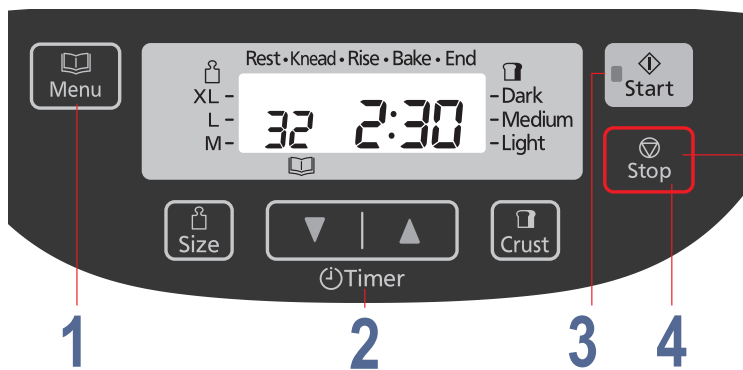 Menu
Rest • Knead • Rise • Bake • End
XL –
L –
M –
32
2:30
– Dark
– Medium
– Light
Start
Stop
Size
Timer
Crust
1
2
3
4